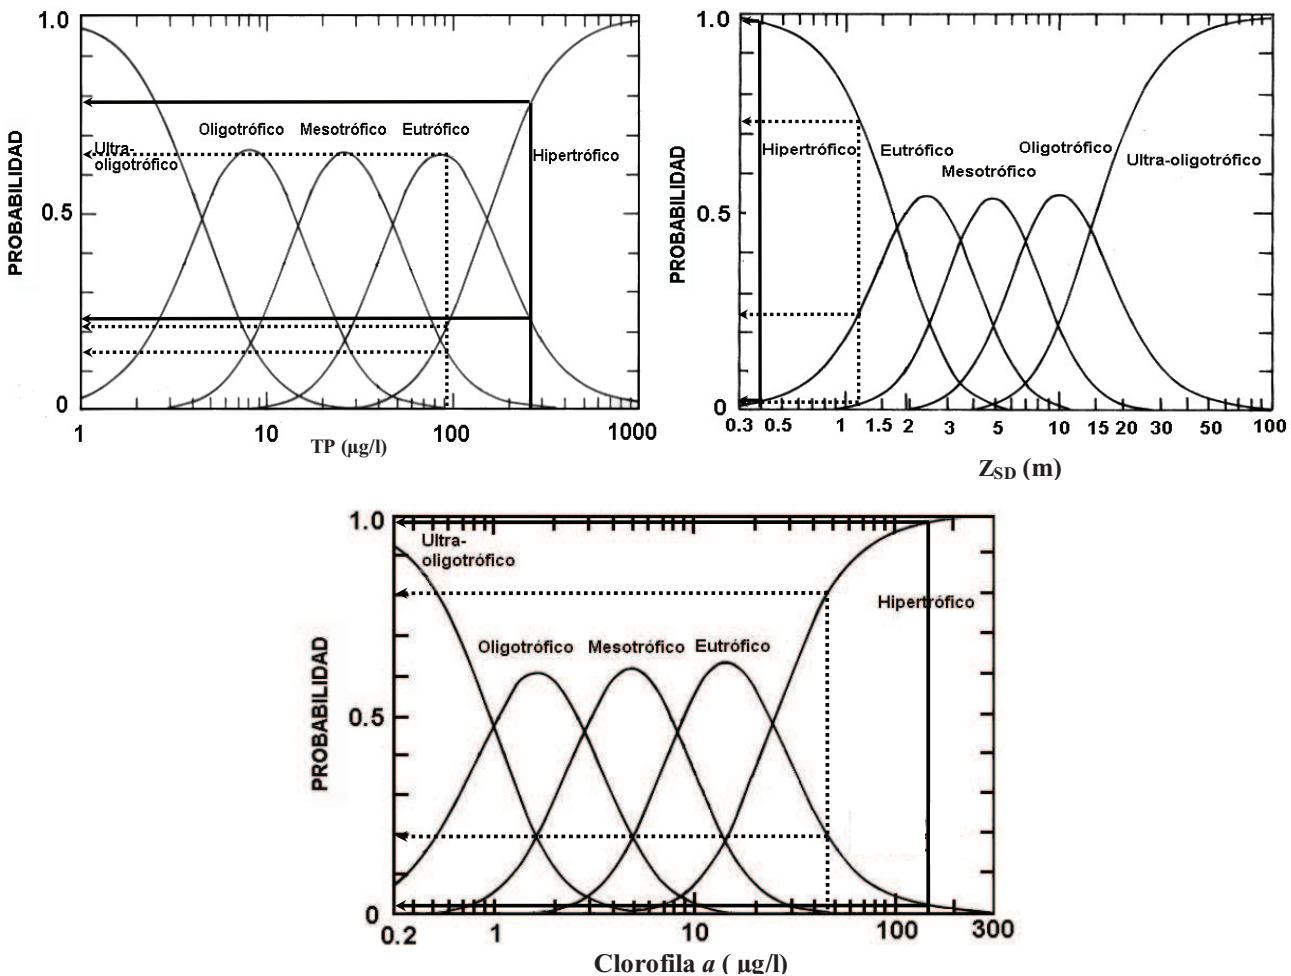 1.0
0.5
0
PROBABILIDAD
Ultra-
oligotrófico
Oligotrófico
Mesotrófico
Eutrófico
Hipertrófico
1
10
100
1000
TP (µg/l)
1.0
0.5
0
PROBABILIDAD
Hipertrófico
Eutrófico
Mesotrófico
Oligotrófico
Ultra-oligotrófico
0.3 0.5 1 1.5 2 3 5 10 15 20 30 50 100
Z_SD (m)
1.0
0.5
0
PROBABILIDAD
Ultra-
oligotrófico
Oligotrófico
Mesotrófico
Eutrófico
Hipertrófico
0.2 1 10 100 300
Clorofila a ( µg/l)